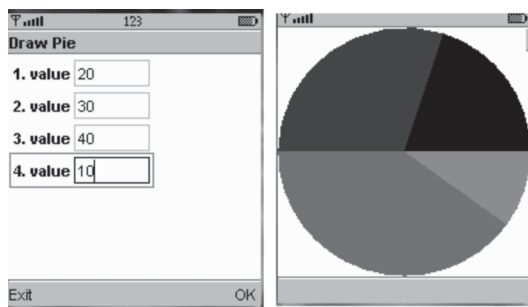 123
Draw Pie
1. value 20
2. value 30
3. value 40
4. value 10
Exit OK